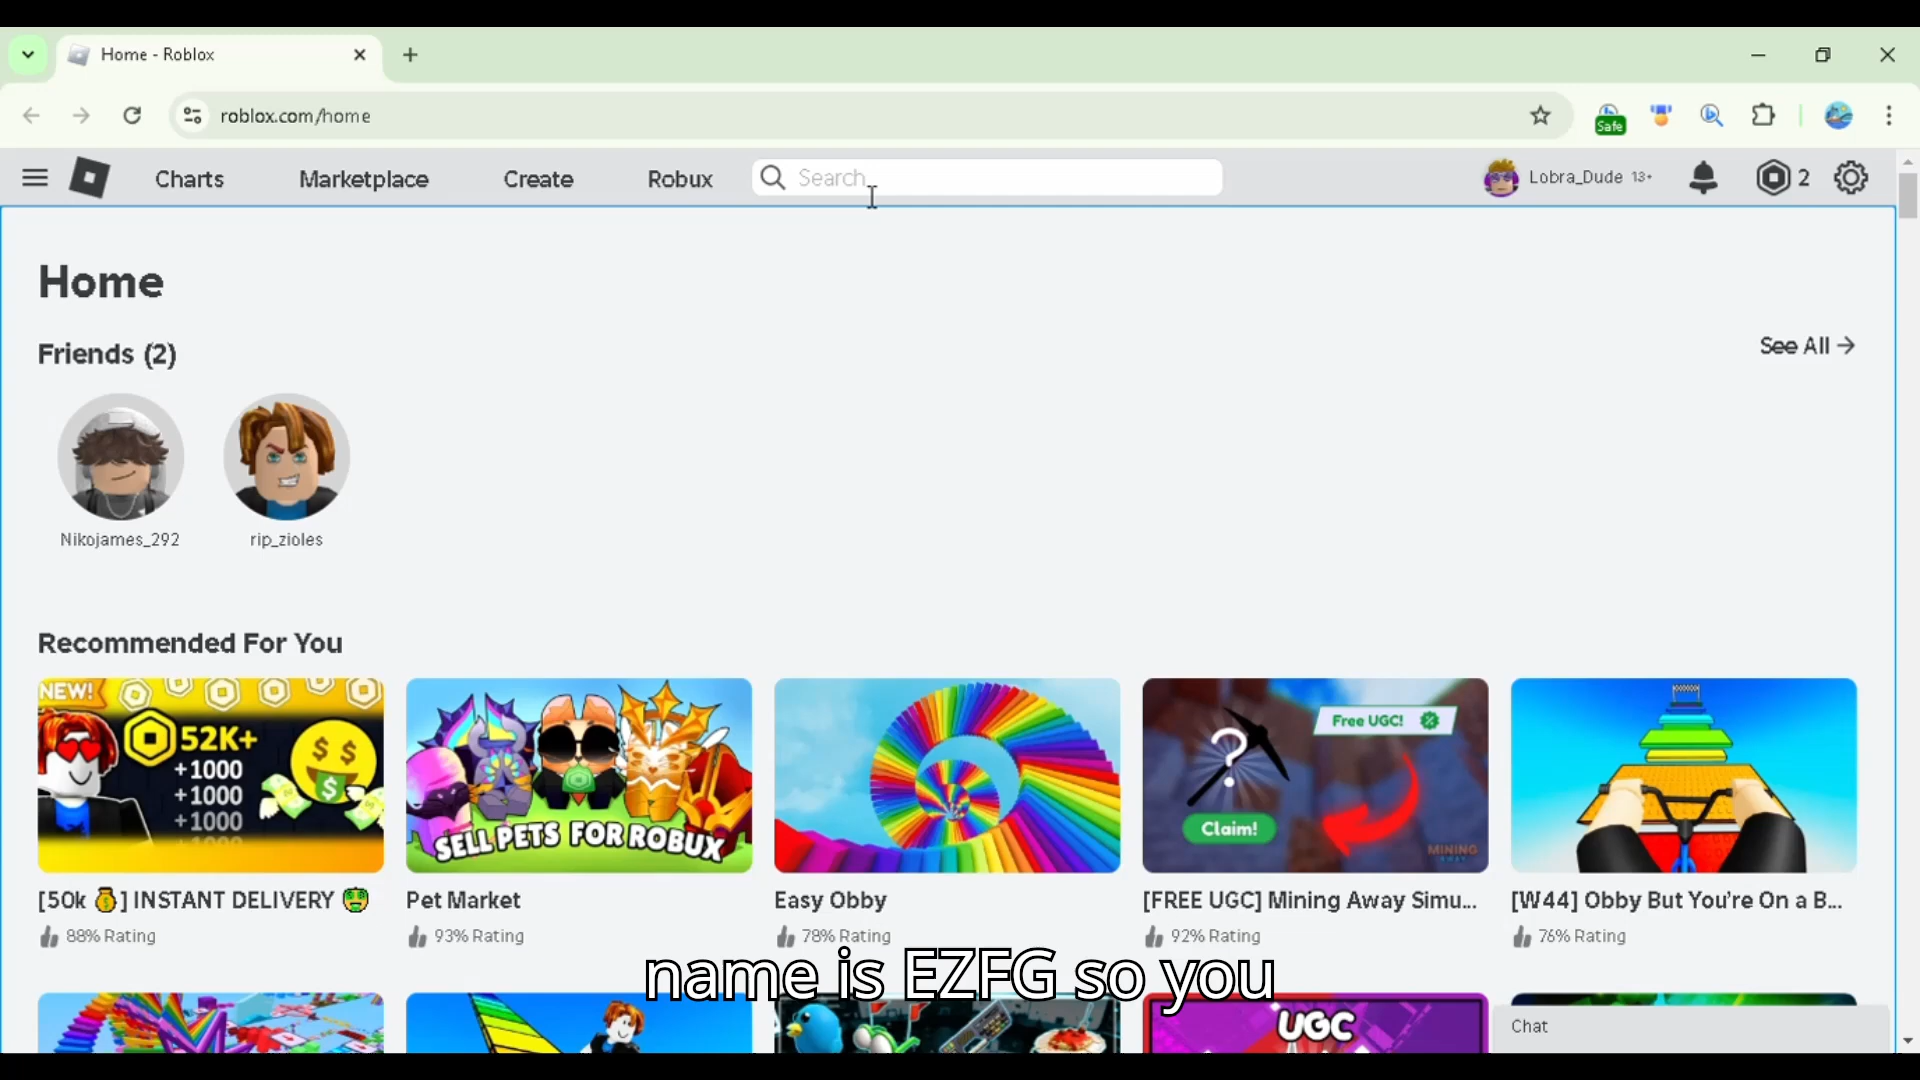 Home - Roblox
roblox.com/home
Safe
Charts
Marketplace
Create
Robux
Search
Lobra_Dude 13+
2
Home
Friends (2)
See All →
Nikojames_292
rip_zioles
Recommended For You
NEW!
52K+
+1000
+1000
+1000
SELL PETS FOR ROBUX
Free UGC!
Claim!
MINING AWAY
[50k 💰] INSTANT DELIVERY 🤑
Pet Market
Easy Obby
[FREE UGC] Mining Away Simu...
[W44] Obby But You're On a B...
88% Rating
93% Rating
78% Rating
92% Rating
76% Rating
name is EZFG so you
UGC
Chat